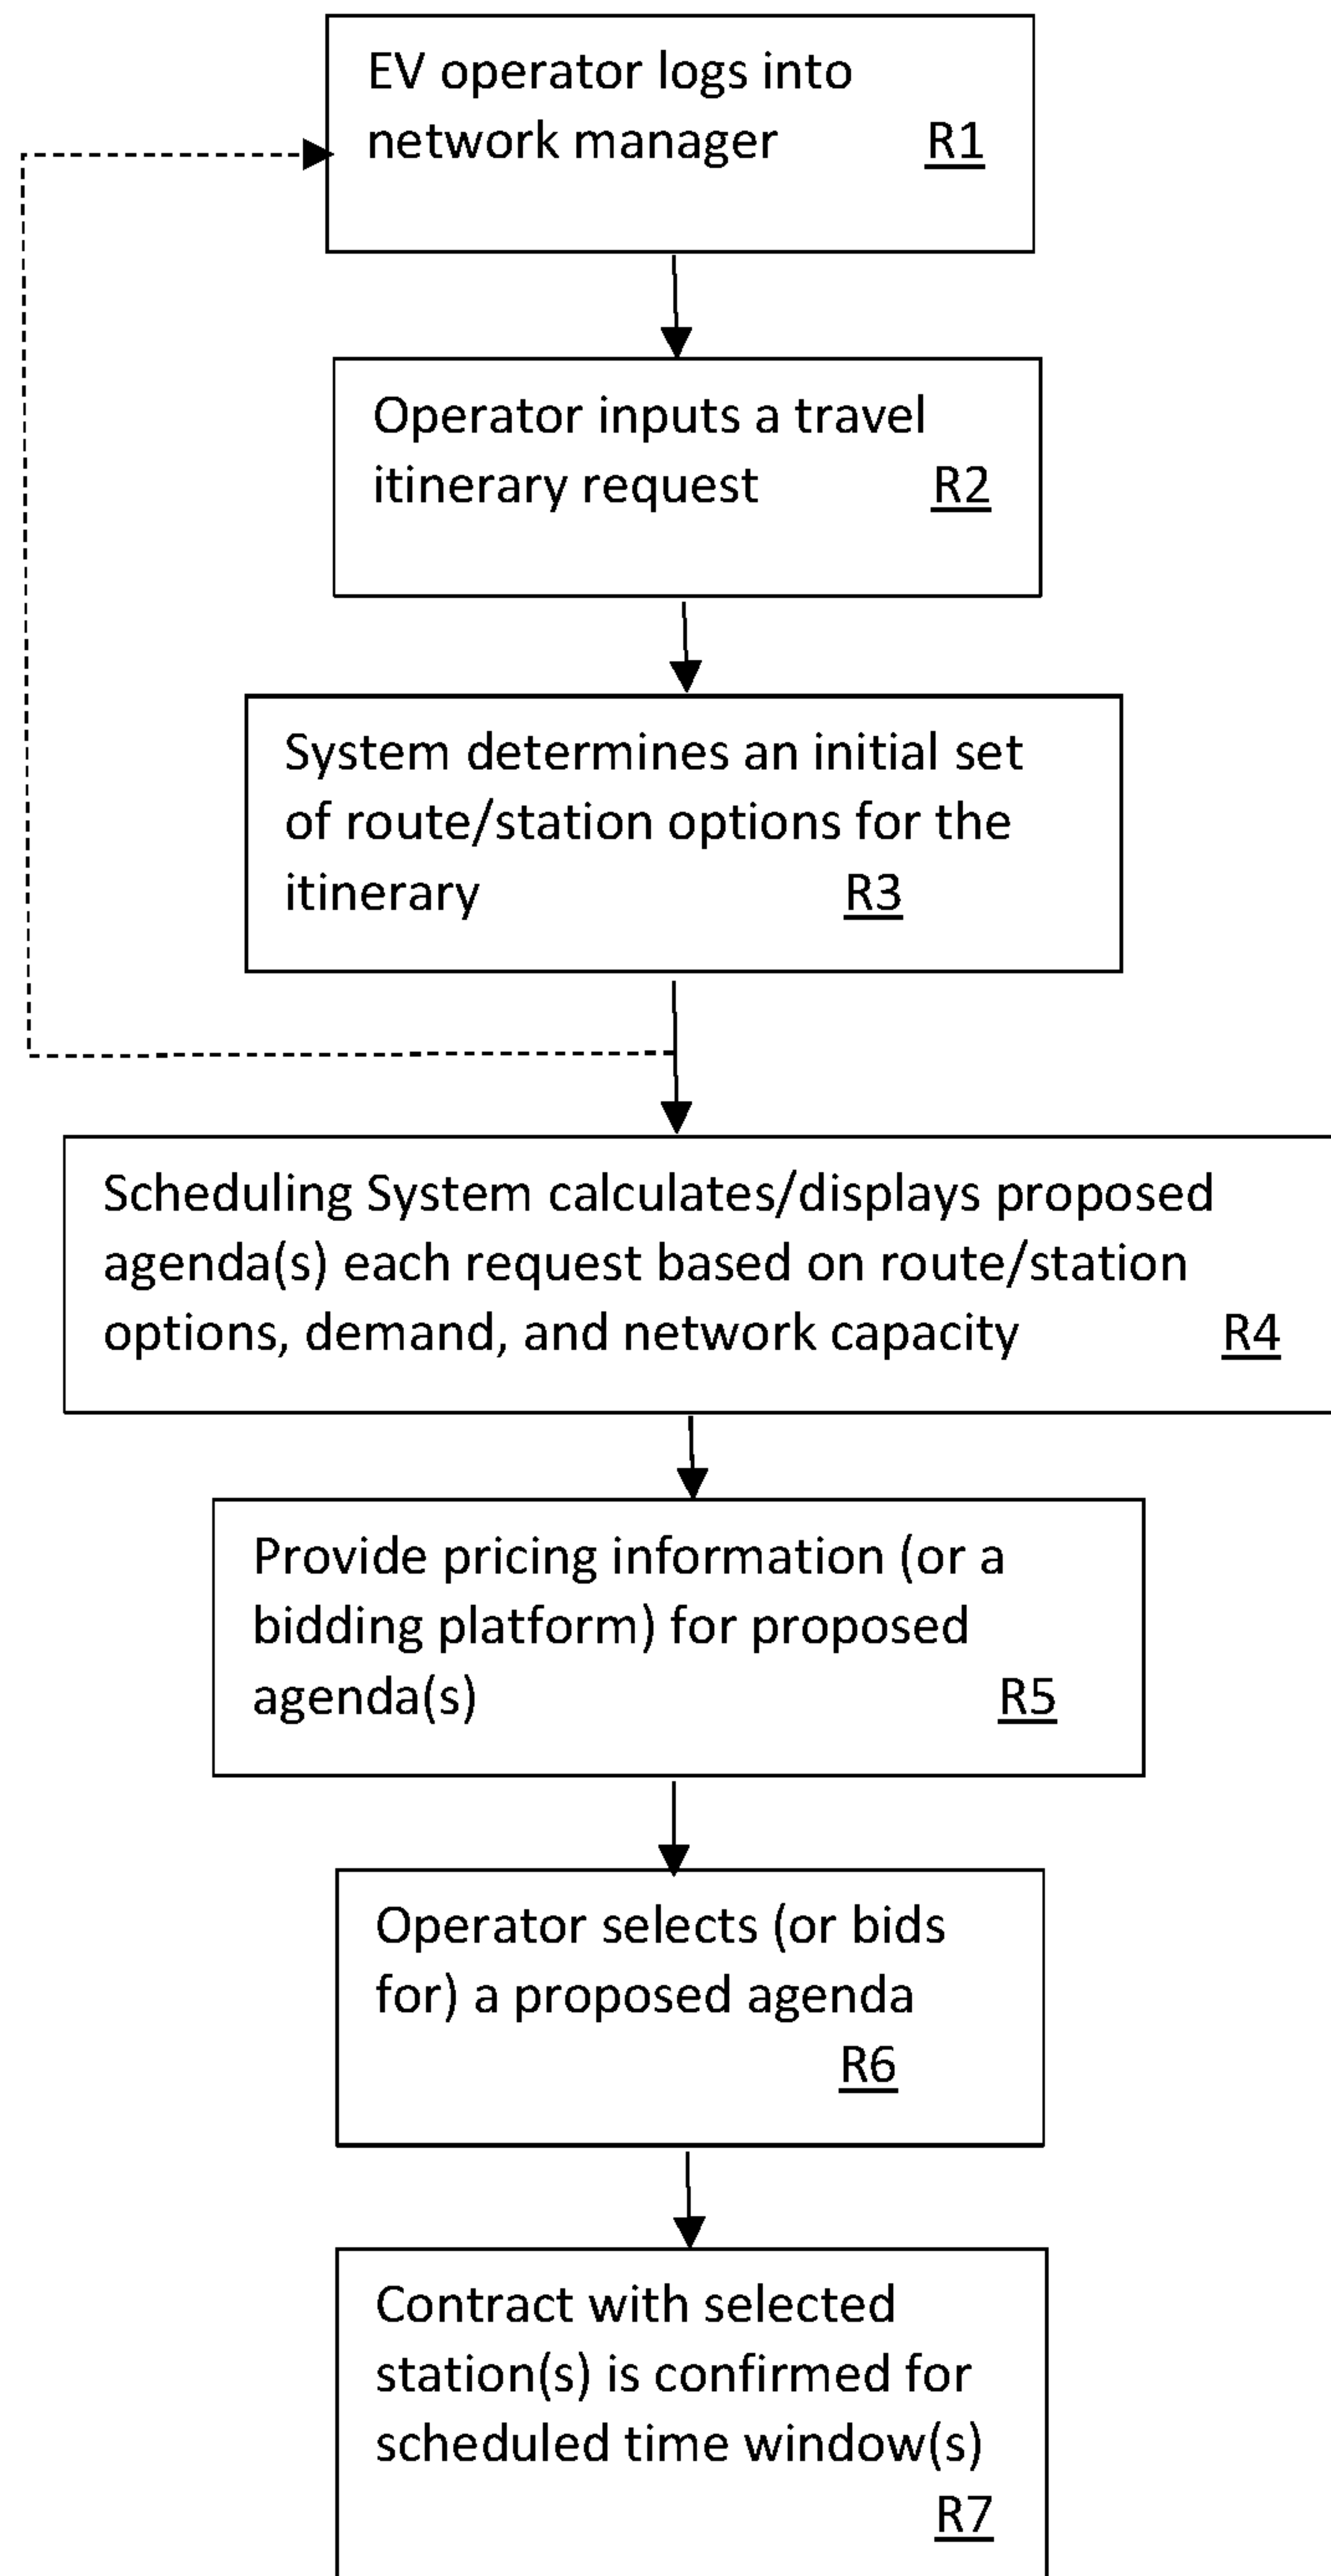 EV operator logs into
network manager R1
Operator inputs a travel
itinerary request R2
System determines an initial set
of route/station options for the
itinerary R3
Scheduling System calculates/displays proposed
agenda(s) each request based on route/station
options, demand, and network capacity R4
Provide pricing information (or a
bidding platform) for proposed
agenda(s) R5
Operator selects (or bids
for) a proposed agenda
R6
Contract with selected
station(s) is confirmed for
scheduled time window(s)
R7